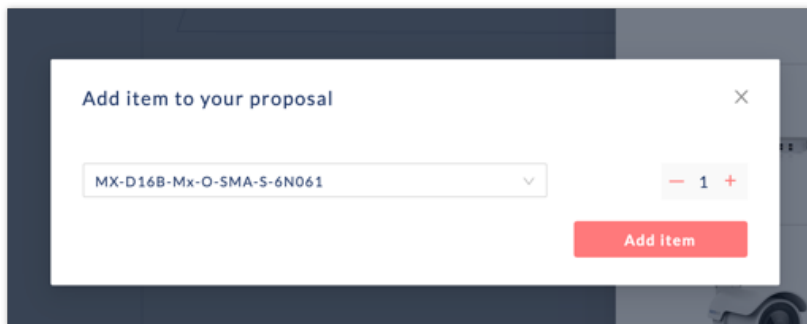 Add item to your proposal
MX-D16B-Mx-O-SMA-S-6N061
1
Add item